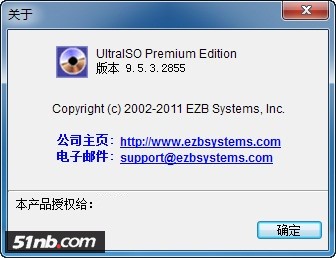 关于
UltraISO Premium Edition
版本 9.5.3.2855
Copyright (c) 2002-2011 EZB Systems, Inc.
公司主页: http://www.ezbsystems.com
电子邮件: support@ezbsystems.com
本产品授权给:
确定
51nb.com